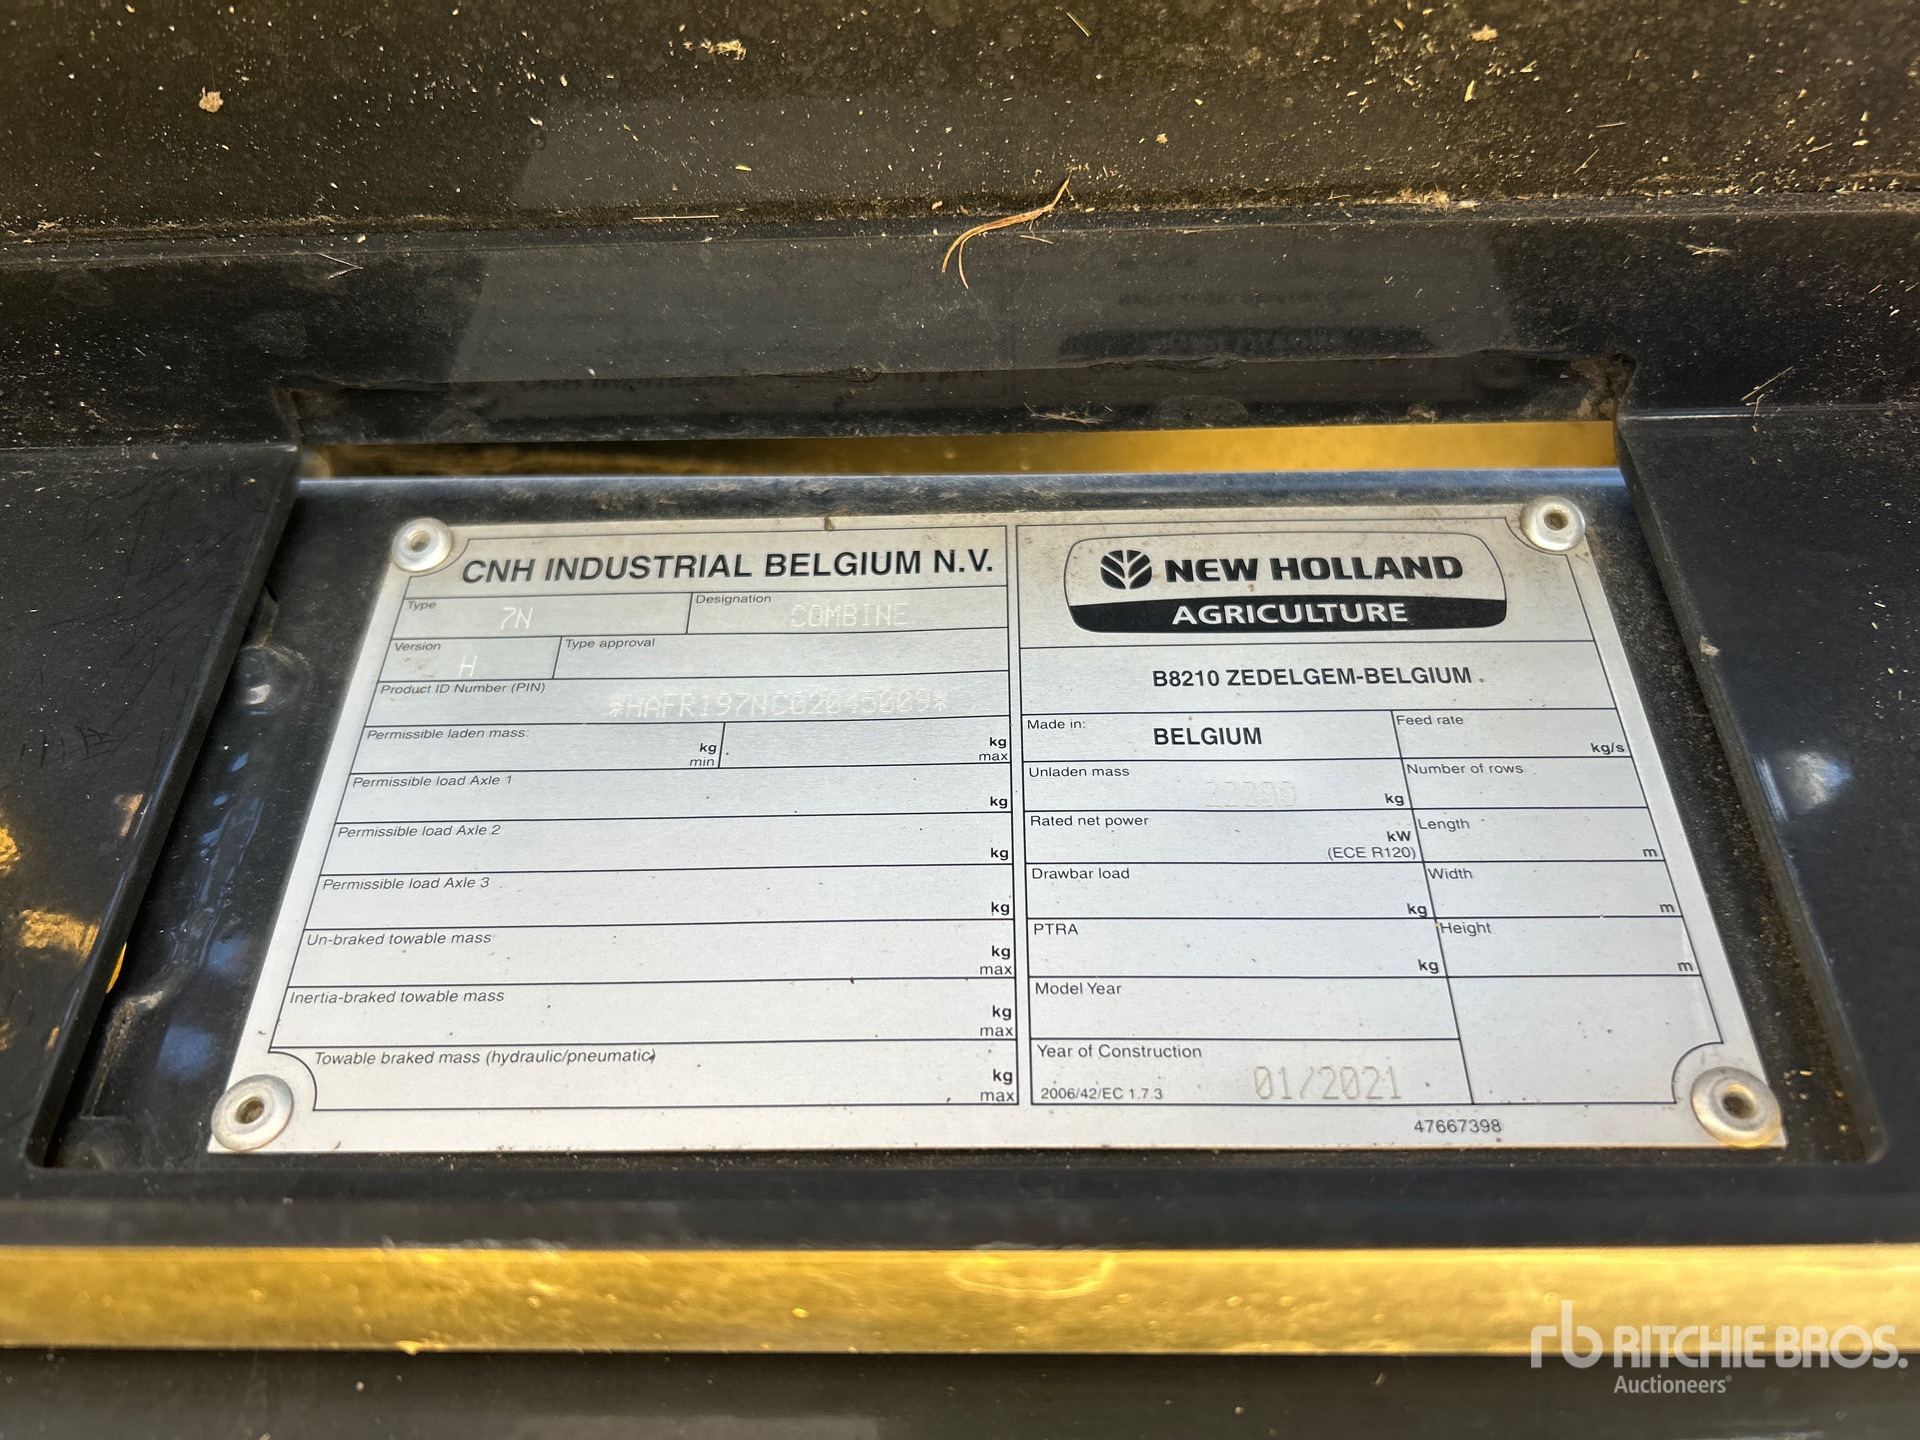 CNH INDUSTRIAL BELGIUM N.V.
Type
7N
Designation
COMBINE
Version
H
Type approval
Product ID Number (PIN)
*HAFR197NC02045009*
Permissible laden mass:
kg
min
kg
max
Permissible load Axle 1
kg
Permissible load Axle 2
kg
Permissible load Axle 3
kg
Un-braked towable mass
kg
max
Inertia-braked towable mass
kg
max
Towable braked mass (hydraulic/pneumatic)
kg
max
NEW HOLLAND
AGRICULTURE
B8210 ZEDELGEM-BELGIUM
Made in:
BELGIUM
Feed rate
kg/s
Unladen mass
kg
Number of rows
Rated net power
kW
(ECE R120)
Length
m
Drawbar load
kg
Width
m
PTRA
kg
Height
m
Model Year
Year of Construction
2006/42/EC 1.7.3
01/2021
47667398
rb RITCHIE BROS.
Auctioneers